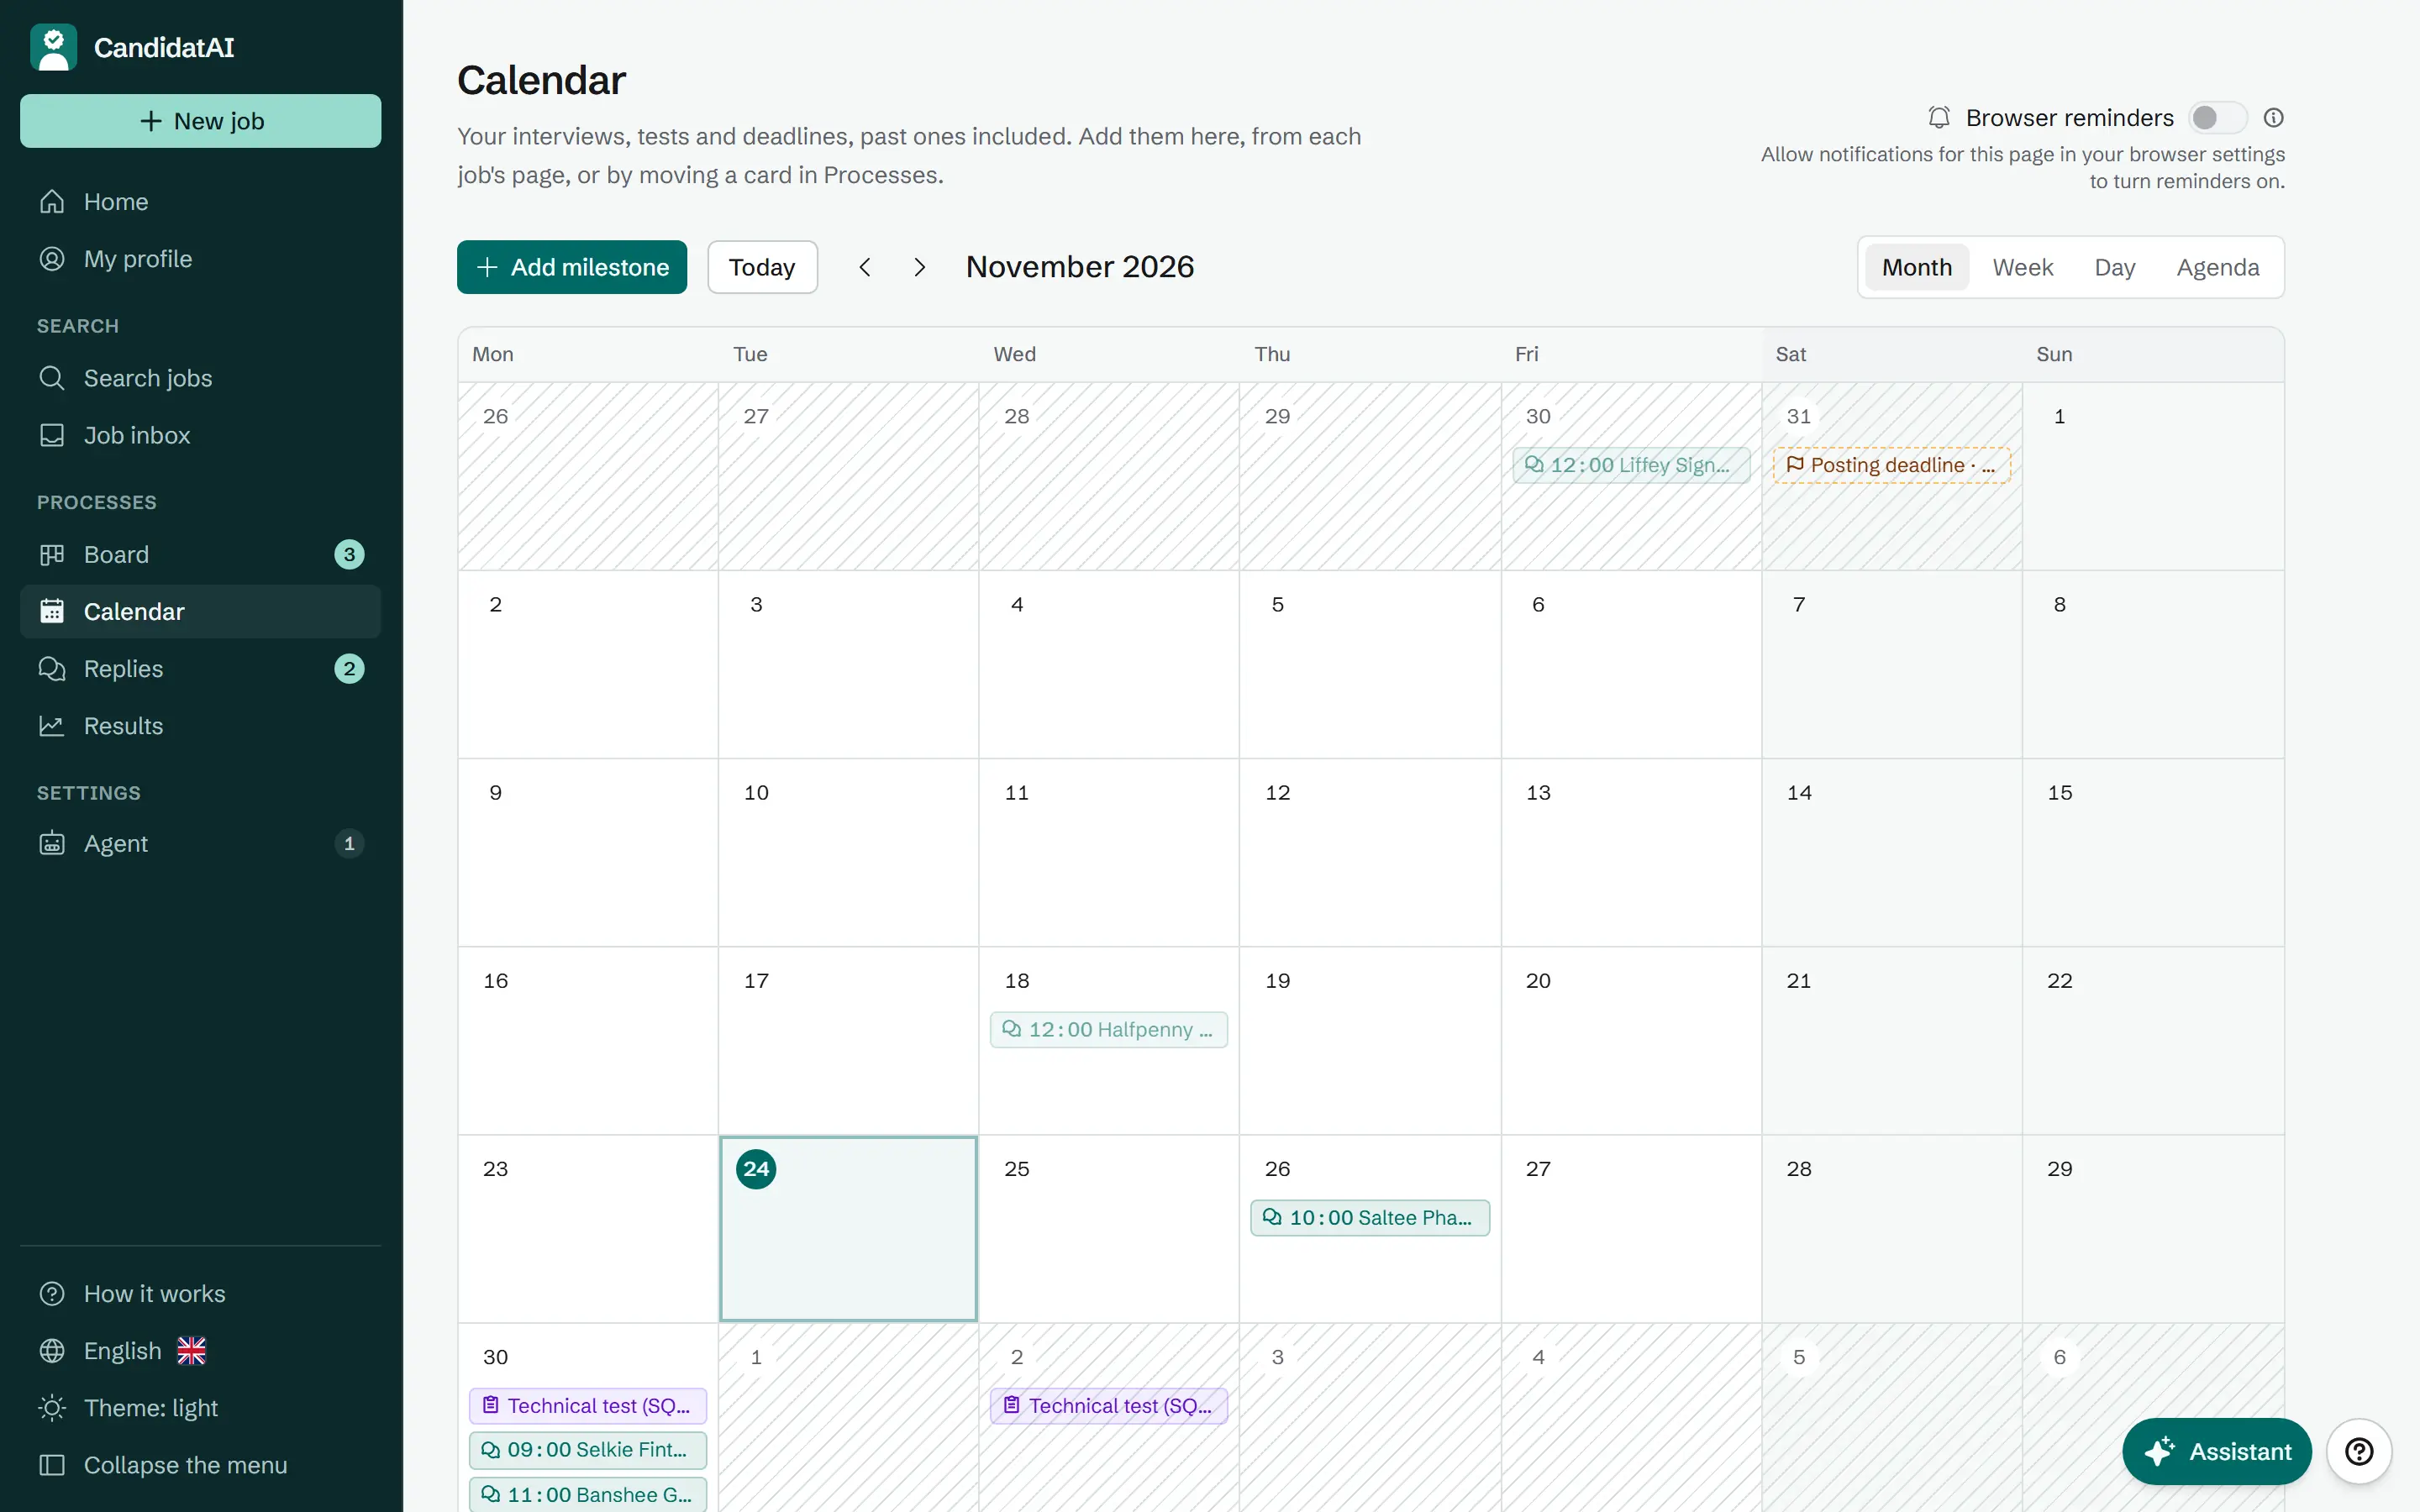 CandidatAI
New job
Home
My profile
SEARCH
Search jobs
Job inbox
PROCESSES
Board 3
Calendar
Replies 2
Results
SETTINGS
Agent 1
How it works
English
Theme: light
Collapse the menu
Calendar
Your interviews, tests and deadlines, past ones included. Add them here, from each
job's page, or by moving a card in Processes.
Browser reminders
Allow notifications for this page in your browser settings
to turn reminders on.
Add milestone
Today
November 2026
Month Week Day Agenda
Mon Tue Wed Thu Fri Sat Sun
26 27 28 29 30 31 1
12:00 Liffey Sign... Posting deadline · ...
2 3 4 5 6 7 8
9 10 11 12 13 14 15
16 17 18 19 20 21 22
12:00 Halfpenny ...
23 24 25 26 27 28 29
10:00 Saltee Pha...
30 1 2 3 4 5 6
Technical test (SQ... Technical test (SQ...
09:00 Selkie Fint...
11:00 Banshee G...
Assistant